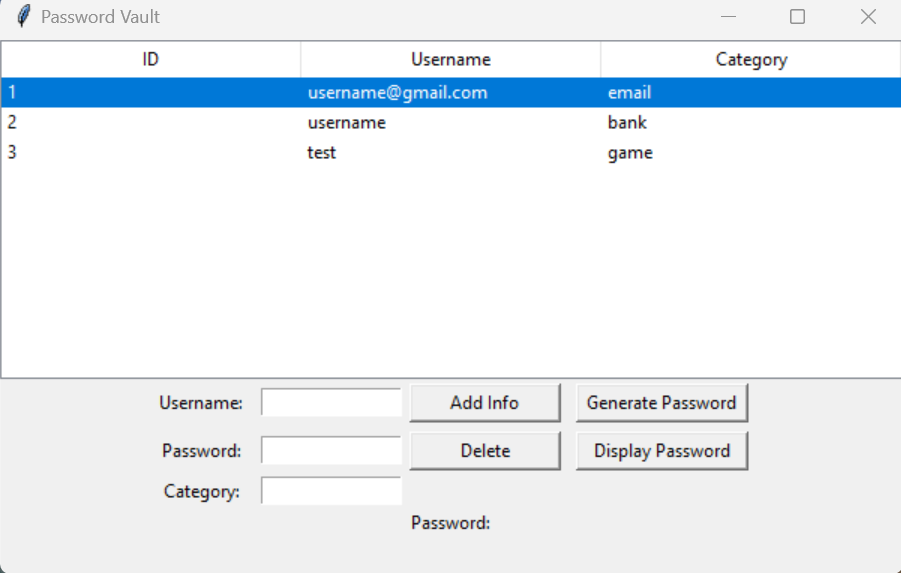 Password Vault
ID Username Category
1 username@gmail.com email
2 username bank
3 test game
Username: Add Info Generate Password
Password: Delete Display Password
Category:
Password: